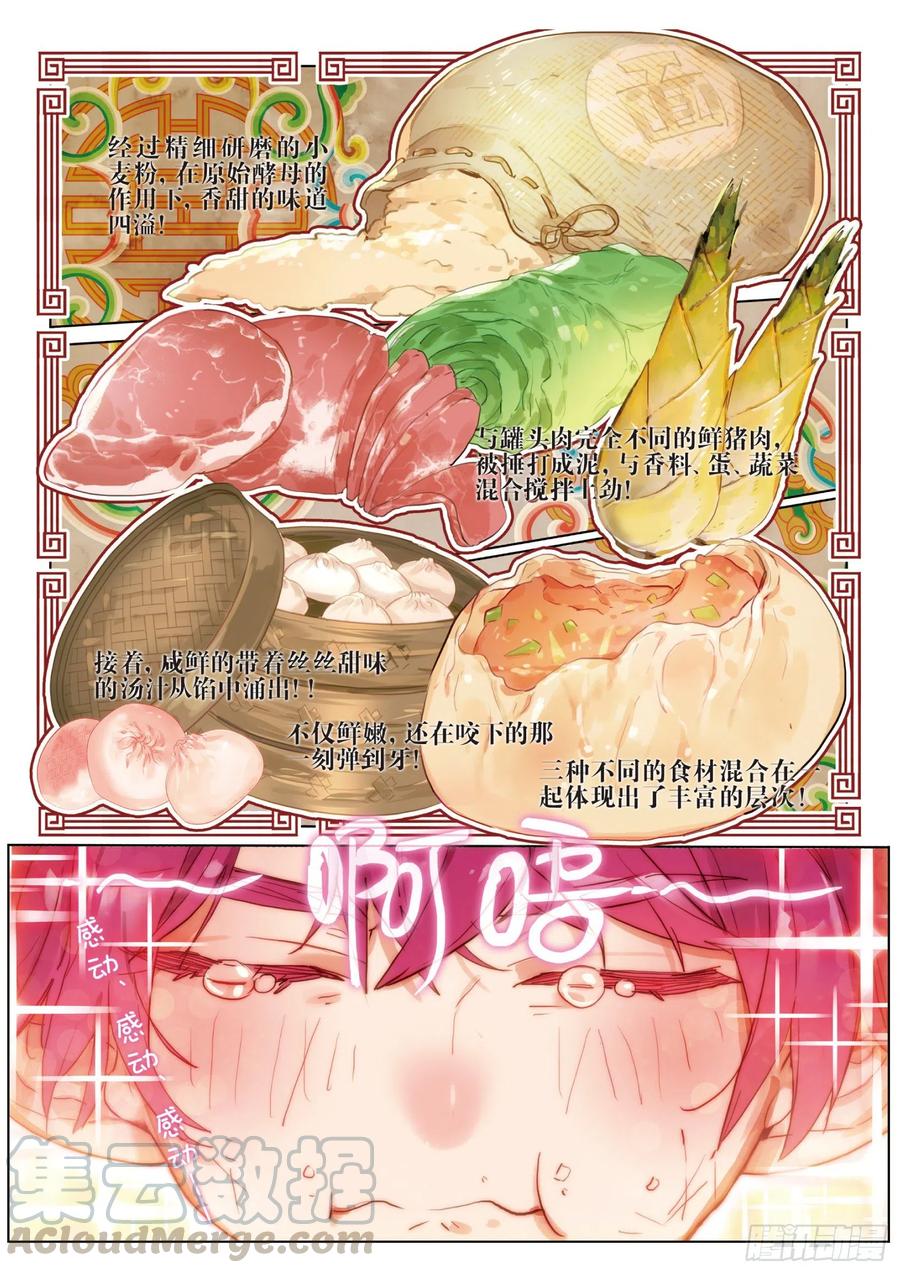 面
经过精细研磨的小
麦粉，在原始酵母的
作用下，香甜的味道
四溢！
与罐头肉完全不同的鲜猪肉，
被捶打成泥，与香料、蛋、蔬菜
混合搅拌上劲！
接着，咸鲜的带着丝丝甜味
的汤汁从馅中涌出！！
不仅鲜嫩，还在咬下的那
一刻弹到牙！
三种不同的食材混合在一
起体现出了丰富的层次！
啊嘻
感动、
感动、
感动、
集云数据
AcloudMerge.com
腾讯动漫